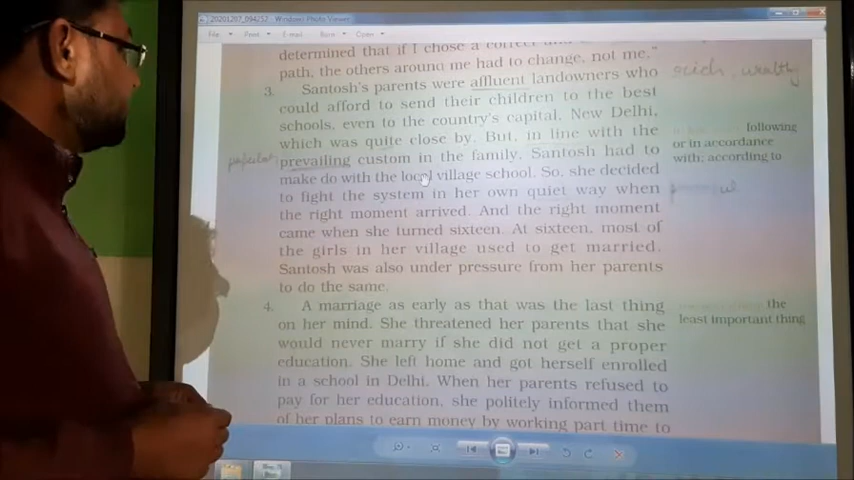 20201207_094252 - Windows Photo Viewer
File Print E-mail Burn Open
determined that if I chose a correct and
path, the others around me had to change, not me."
3. Santosh's parents were affluent landowners who
rich, wealthy
could afford to send their children to the best
schools, even to the country's capital, New Delhi,
which was quite close by. But, in line with the
following
or in accordance
with; according to
popular
prevailing custom in the family, Santosh had to
make do with the local village school. So, she decided
to fight the system in her own quiet way when
the right moment arrived. And the right moment
came when she turned sixteen. At sixteen, most of
the girls in her village used to get married.
Santosh was also under pressure from her parents
to do the same.
4. A marriage as early as that was the last thing
the
least important thing
on her mind. She threatened her parents that she
would never marry if she did not get a proper
education. She left home and got herself enrolled
in a school in Delhi. When her parents refused to
pay for her education, she politely informed them
of her plans to earn money by working part time to